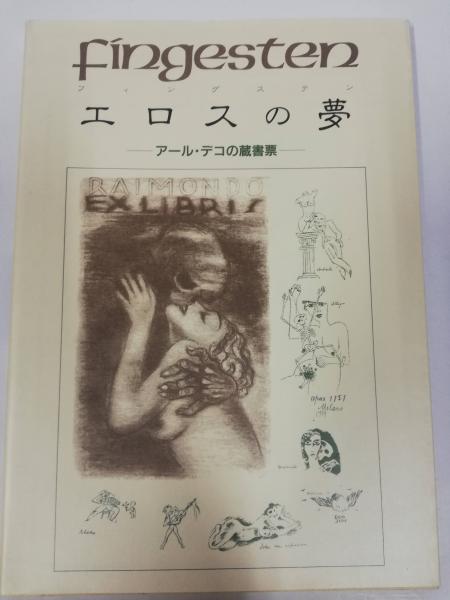 fingesten
フィングステン
エロスの夢
アール・デコの蔵書票
RAIMONDO
EX LIBRIS
opus 1151
Milano